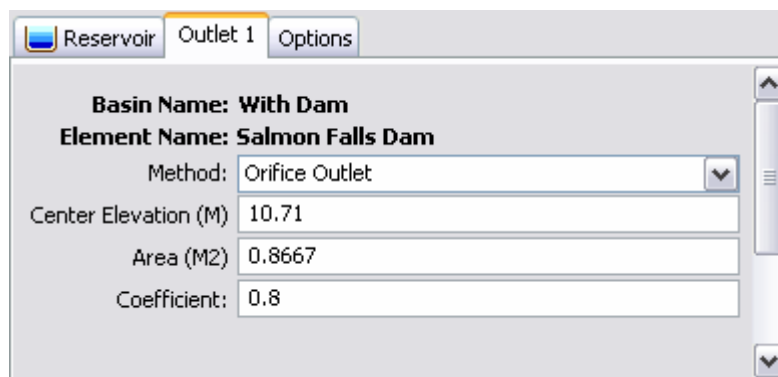 Reservoir Outlet 1 Options
Basin Name: With Dam
Element Name: Salmon Falls Dam
Method: Orifice Outlet
Center Elevation (M) 10.71
Area (M2) 0.8667
Coefficient: 0.8